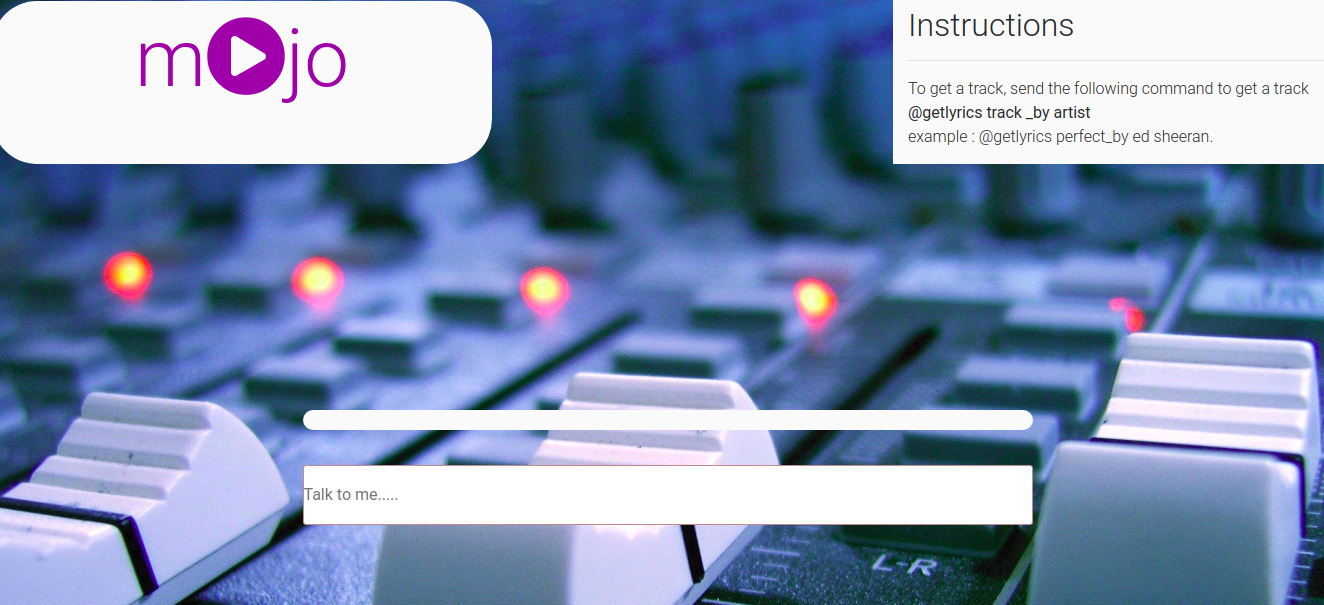 mojo
Instructions
To get a track, send the following command to get a track
@getlyrics track _by artist
example : @getlyrics perfect_by ed sheeran.
Talk to me.....
L-R